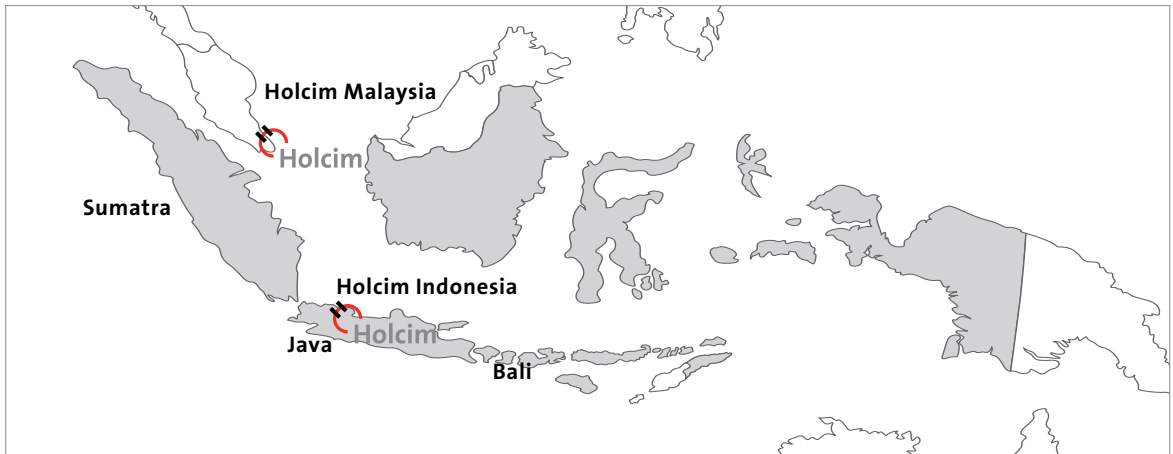 Holcim Malaysia
Holcim
Sumatra
Holcim Indonesia
Holcim
Java
Bali